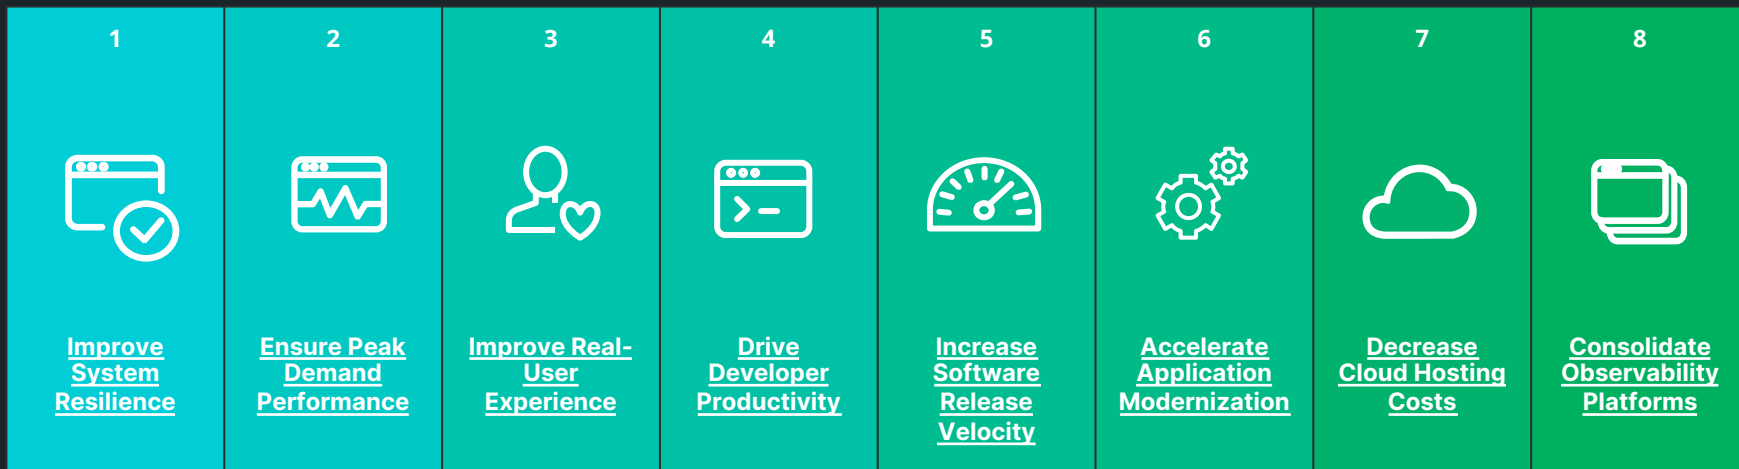 1
Improve
System
Resilience
2
Ensure Peak
Demand
Performance
3
Improve Real-
User
Experience
4
Drive
Developer
Productivity
5
Increase
Software
Release
Velocity
6
Accelerate
Application
Modernization
7
Decrease
Cloud Hosting
Costs
8
Consolidate
Observability
Platforms